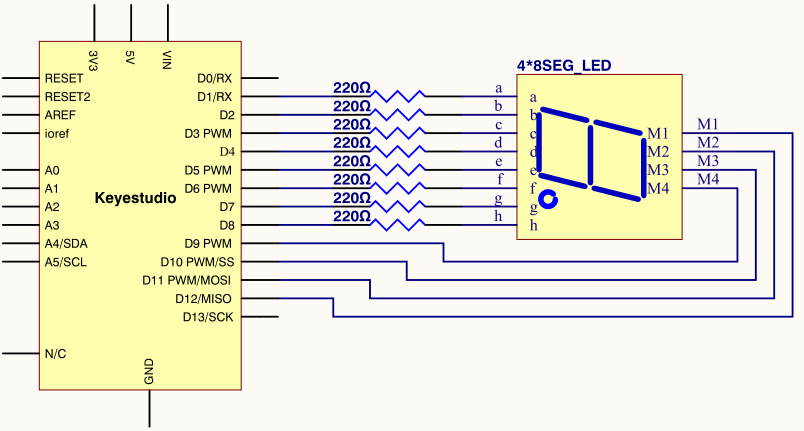 3V3 5V VIN
RESET
RESET2
AREF
ioref
A0
A1
A2
A3
A4/SDA
A5/SCL
N/C
Keyestudio
GND
D0/RX
D1/RX
D2
D3 PWM
D4
D5 PWM
D6 PWM
D7
D8
D9 PWM
D10 PWM/SS
D11 PWM/MOSI
D12/MISO
D13/SCK
220Ω
220Ω
220Ω
220Ω
220Ω
220Ω
220Ω
220Ω
a
b
c
d
e
f
g
h
4*8SEG_LED
a
b
c
d
e
f
g
h
M1
M2
M3
M4
M1
M2
M3
M4